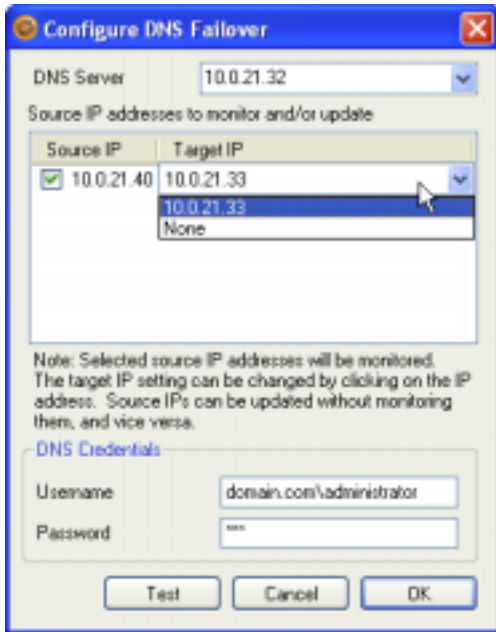 Configure DNS Failover
DNS Server 10.0.21.32
Source IP addresses to monitor and/or update
Source IP Target IP
10.0.21.40 10.0.21.33
10.0.21.33
None
Note: Selected source IP addresses will be monitored.
The target IP setting can be changed by clicking on the IP
address. Source IPs can be updated without monitoring
them, and vice versa.
DNS Credentials
Username domain.com\administrator
Password ***
Test Cancel OK